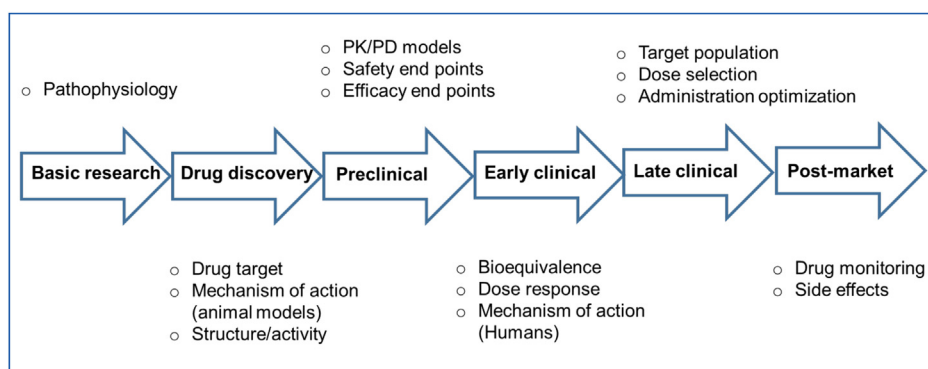 ○ Pathophysiology
○ PK/PD models
○ Safety end points
○ Efficacy end points
○ Target population
○ Dose selection
○ Administration optimization
Basic research
Drug discovery
Preclinical
Early clinical
Late clinical
Post-market
○ Drug target
○ Mechanism of action
(animal models)
○ Structure/activity
○ Bioequivalence
○ Dose response
○ Mechanism of action
(Humans)
○ Drug monitoring
○ Side effects